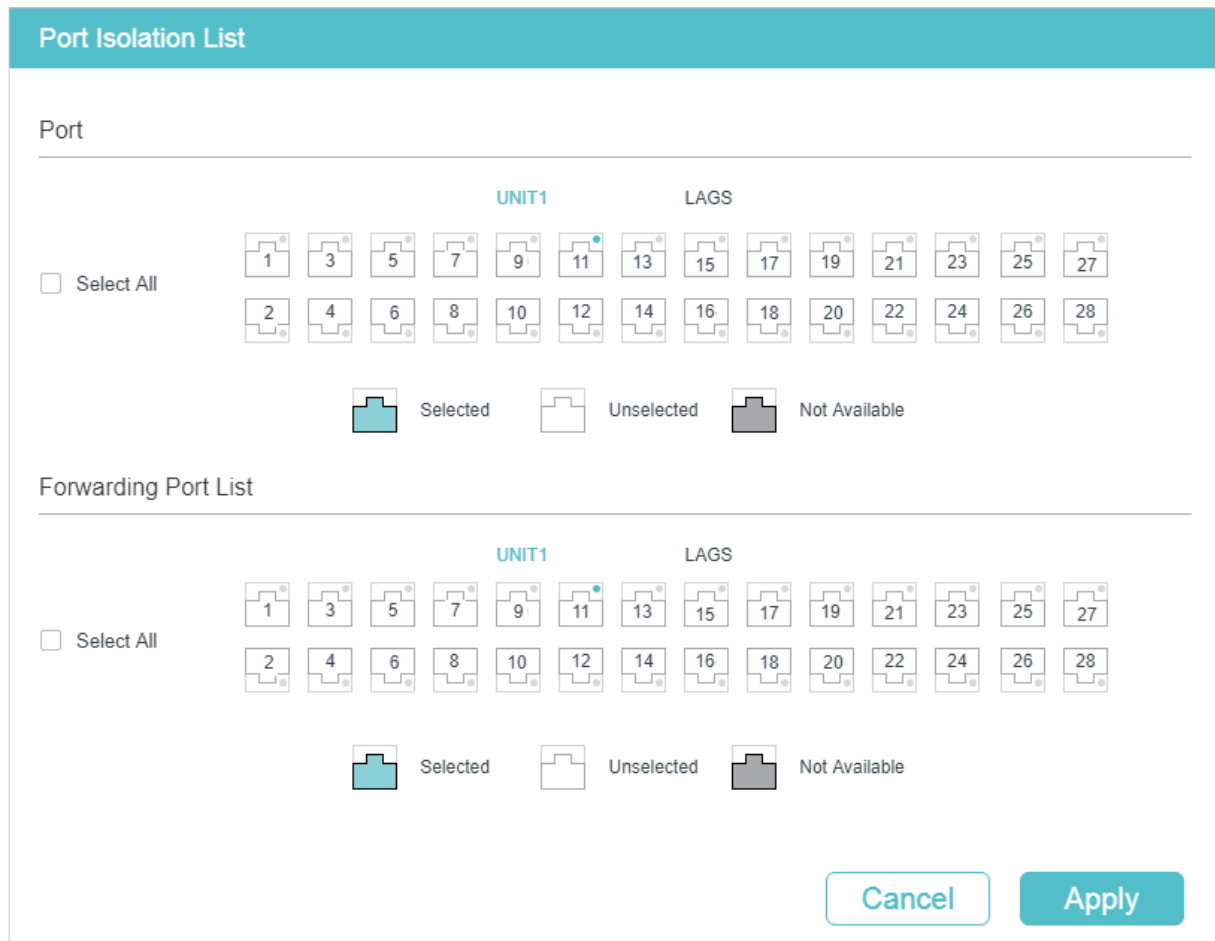 Port Isolation List
Port
UNIT1 LAGS
1 3 5 7 9 11 13 15 17 19 21 23 25 27
Select All
2 4 6 8 10 12 14 16 18 20 22 24 26 28
Selected Unselected Not Available
Forwarding Port List
UNIT1 LAGS
1 3 5 7 9 11 13 15 17 19 21 23 25 27
Select All
2 4 6 8 10 12 14 16 18 20 22 24 26 28
Selected Unselected Not Available
Cancel Apply